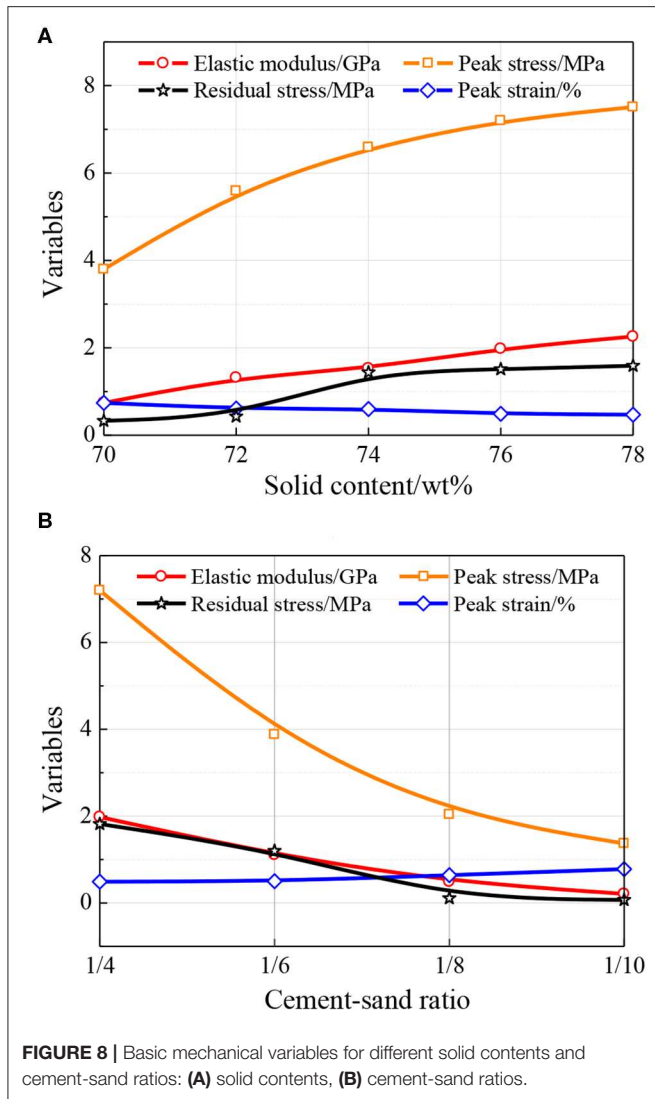 A
Elastic modulus/GPa Peak stress/MPa
Residual stress/MPa Peak strain/%
8
6
4
2
0
Variables
70 72 74 76 78
Solid content/wt%
B
8
Elastic modulus/GPa Peak stress/MPa
Residual stress/MPa Peak strain/%
6
4
2
0
Variables
1/4 1/6 1/8 1/10
Cement-sand ratio
FIGURE 8 | Basic mechanical variables for different solid contents and
cement-sand ratios: (A) solid contents, (B) cement-sand ratios.